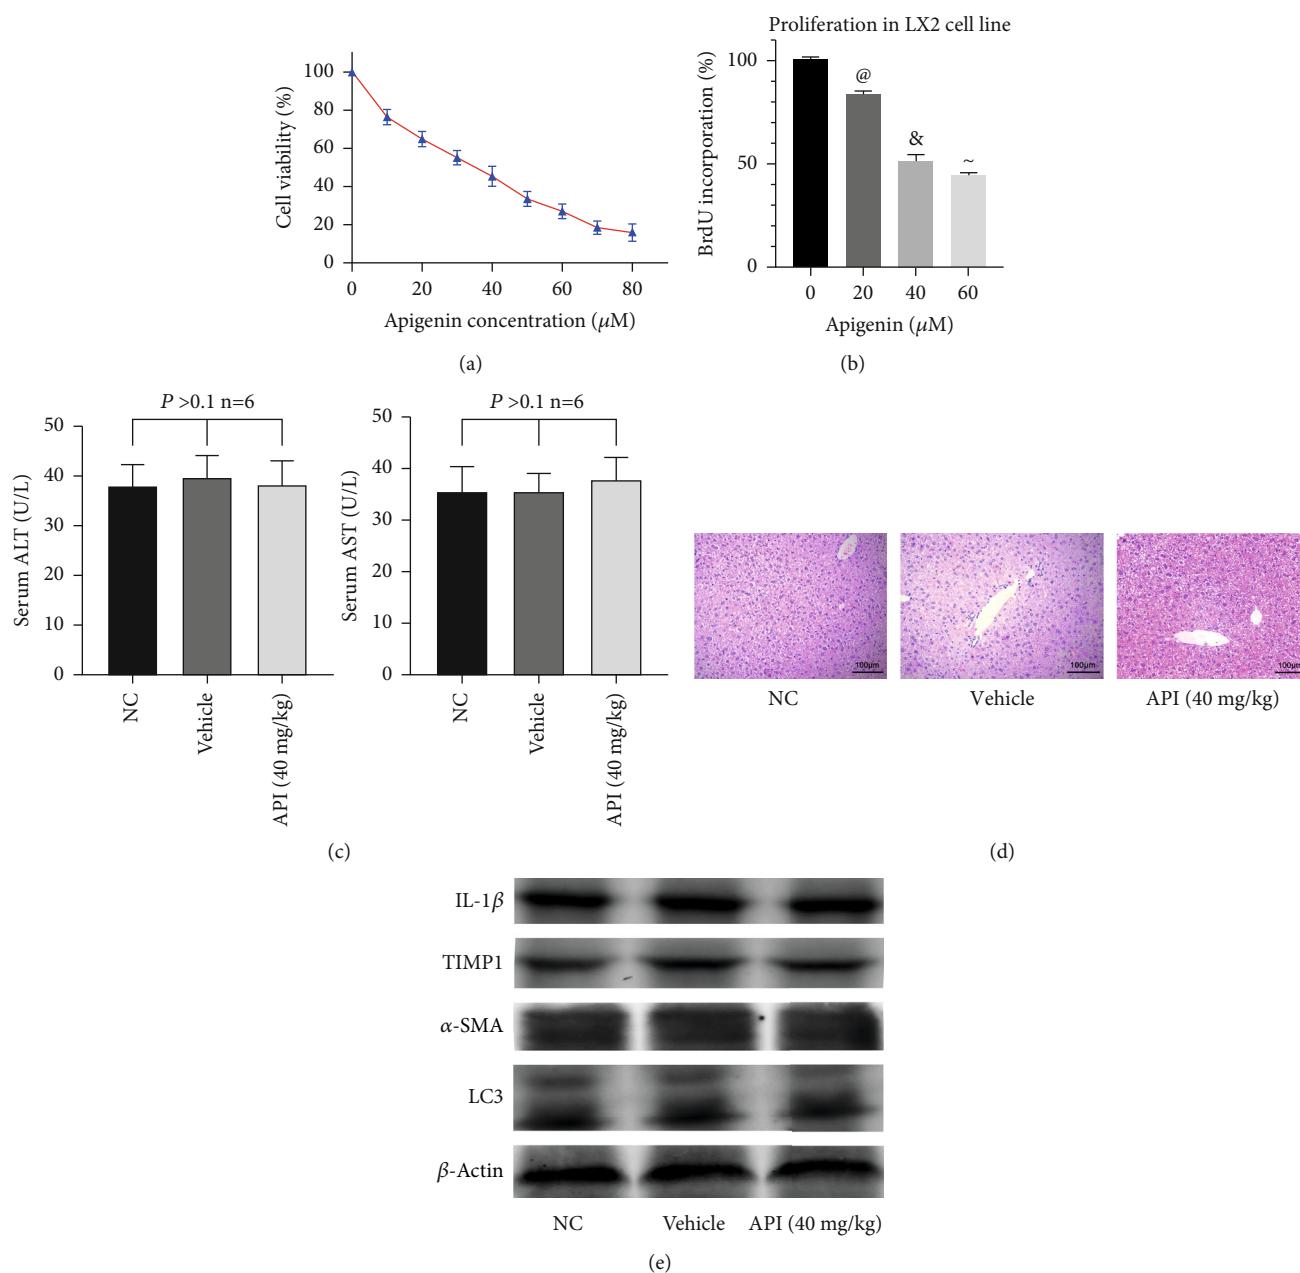 100
80
60
40
20
0
Cell viability (%)
0 20 40 60 80
Apigenin concentration (μM)
(a)
Proliferation in LX2 cell line
100
50
0
BrdU incorporation (%)
@
&
~
0 20 40 60
Apigenin (μM)
(b)
P >0.1 n=6
50
40
30
20
10
0
Serum ALT (U/L)
NC
Vehicle
API (40 mg/kg)
P >0.1 n=6
50
40
30
20
10
0
Serum AST (U/L)
NC
Vehicle
API (40 mg/kg)
(c)
100μm
100μm
100μm
NC Vehicle API (40 mg/kg)
(d)
IL-1β
TIMP1
α-SMA
LC3
β-Actin
NC Vehicle API (40 mg/kg)
(e)